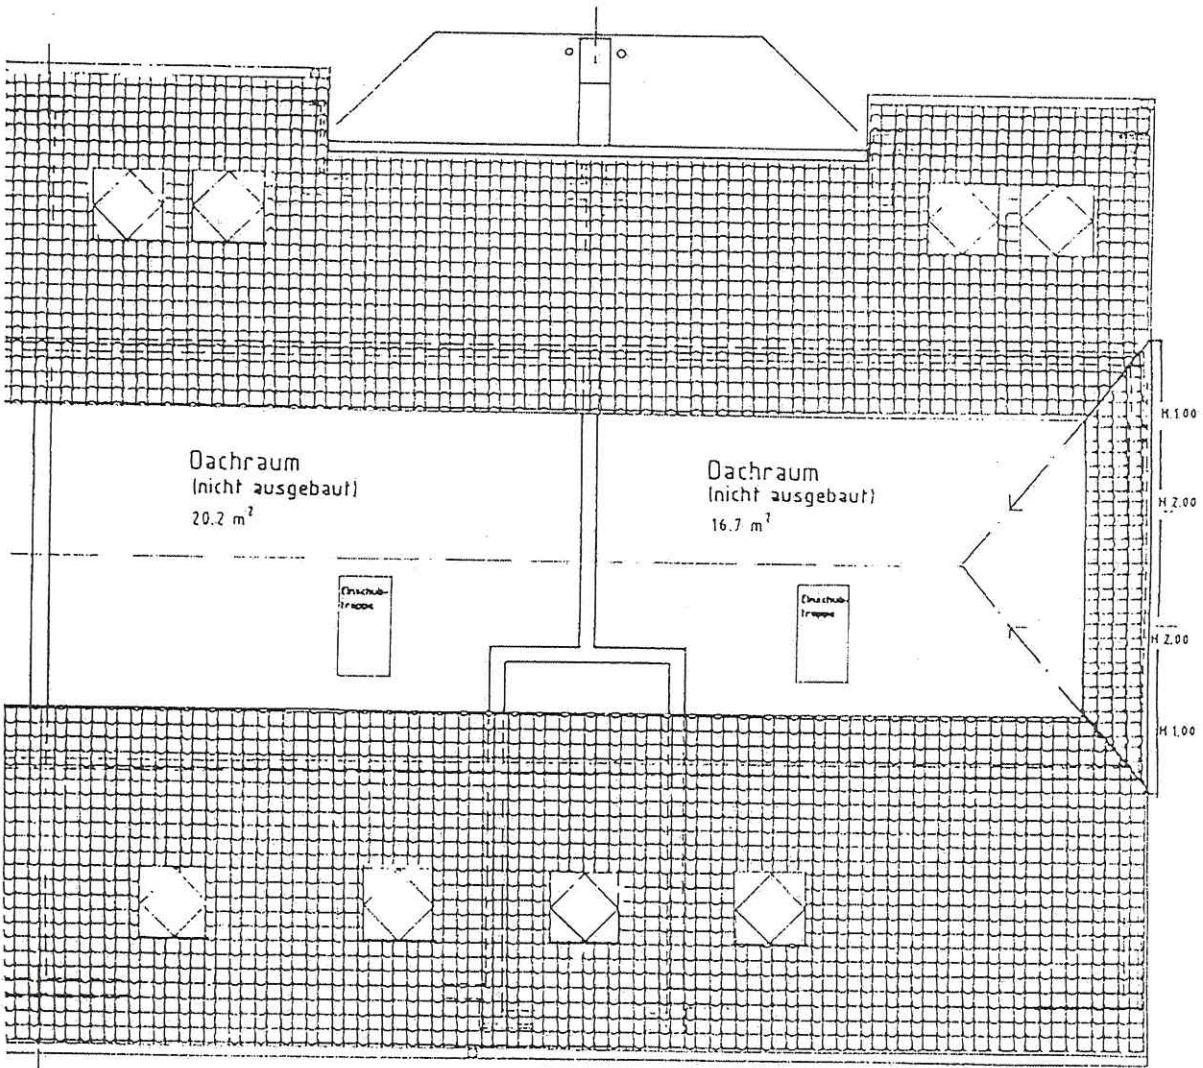 Dachraum
(nicht ausgebaut)
20.2 m²
Dachraum
(nicht ausgebaut)
16.7 m²
Einschub-
treppe
Einschub-
treppe
H 1.00
H 2.00
H 2,00
H 1,00